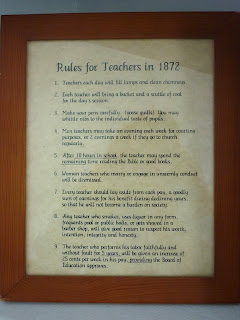 Rules for Teachers in 1872
1. Teachers each day will fill lamps and clean chimneys.
2. Each teacher will bring a bucket and a scuttle of coal
for the day's session.
3. Make your pens carefully. (some quills) You may
whittle nibs to the individual taste of pupils.
4. Men teachers may take one evening each week for courting
purposes, or 2 evenings a week if they go to church
regularly.
5. After 10 hours in school the teacher may spend the
remaining time reading the Bible or good books.
6. Women teachers who marry or engage in unseemly conduct
will be dismissed.
7. Every teacher should lay aside from each pay, a goodly
sum of earnings for his benefit during declining years,
so that he will not become a burden on society.
8. Any teacher who smokes, uses liquor in any form,
frequents pool or public halls, or gets shaved in a
barber shop, will give good reason to suspect his worth,
intention, integrity and honesty.
9. The teacher who performs his labor faithfully and
without fault for 5 years, will be given an increase of
25 cents per week in his pay, providing the Board of
Education approves.